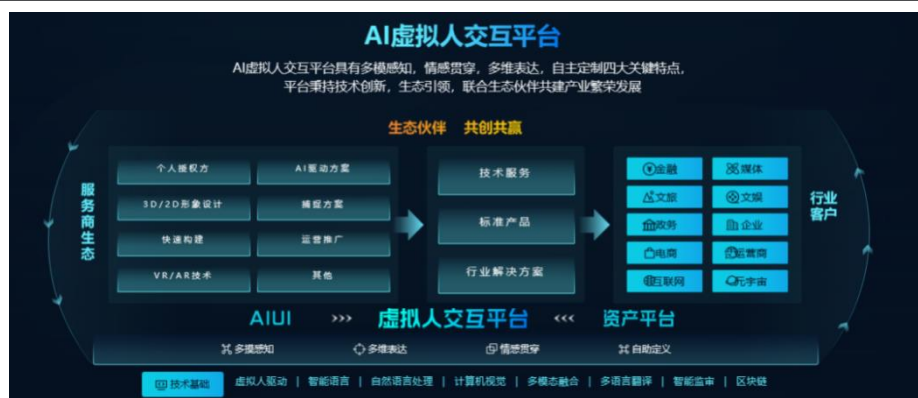 AI虚拟人交互平台
AI虚拟人交互平台具有多模感知，情感贯穿，多维表达，自主定制四大关键特点，
平台秉持技术创新，生态引领，联合生态伙伴共建产业繁荣发展
生态伙伴 共创共赢
服务商生态
个人授权方 AI驱动方案
3D/2D形象设计 捕捉方案
快速构建 运营推广
VR/AR技术 其他
技术服务
标准产品
行业解决方案
金融 媒体
文旅 文娱
政务 企业
电商 运营商
互联网 元宇宙
行业
客户
AIUI >>> 虚拟人交互平台 <<< 资产平台
多模感知 多维表达 情感贯穿 自助定义
技术基础 虚拟人驱动 | 智能语言 | 自然语言处理 | 计算机视觉 | 多模态融合 | 多语言翻译 | 智能监审 | 区块链